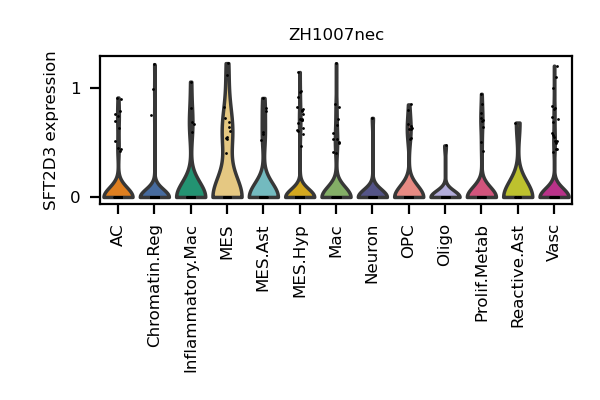 ZH1007nec
SFT2D3 expression
1
0
AC
Chromatin.Reg
Inflammatory.Mac
MES
MES.Ast
MES.Hyp
Mac
Neuron
OPC
Oligo
Prolif.Metab
Reactive.Ast
Vasc